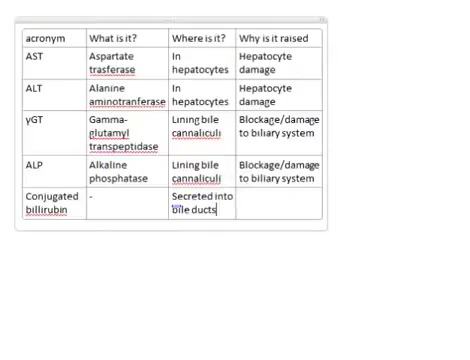 acronym What is it? Where is it? Why is it raised
AST Aspartate In Hepatocyte
trasferase hepatocytes damage
ALT Alanine In Hepatocyte
aminotranferase hepatocytes damage
γGT Gamma- Lining bile Blockage/damage
glutamyl cannaliculi to biliary system
transpeptidase
ALP Alkaline Lining bile Blockage/damage
phosphatase cannaliculi to biliary system
Conjugated - Secreted into
billirubin bile ducts